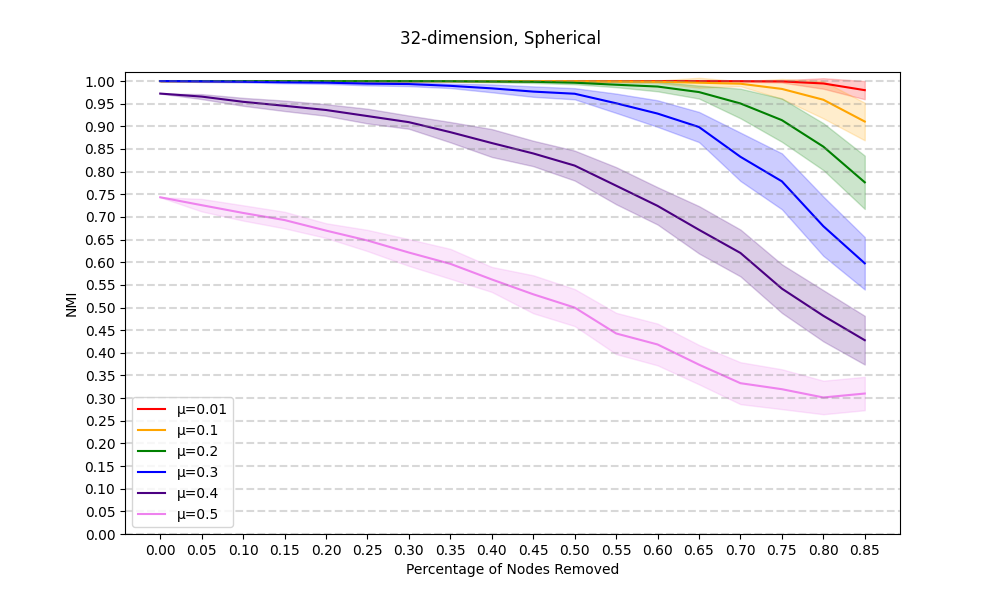 32-dimension, Spherical
1.00
0.95
0.90
0.85
0.80
0.75
0.70
0.65
0.60
0.55
0.50
0.45
0.40
0.35
0.30
0.25
0.20
0.15
0.10
0.05
0.00
NMI
μ=0.01
μ=0.1
μ=0.2
μ=0.3
μ=0.4
μ=0.5
0.00 0.05 0.10 0.15 0.20 0.25 0.30 0.35 0.40 0.45 0.50 0.55 0.60 0.65 0.70 0.75 0.80 0.85
Percentage of Nodes Removed